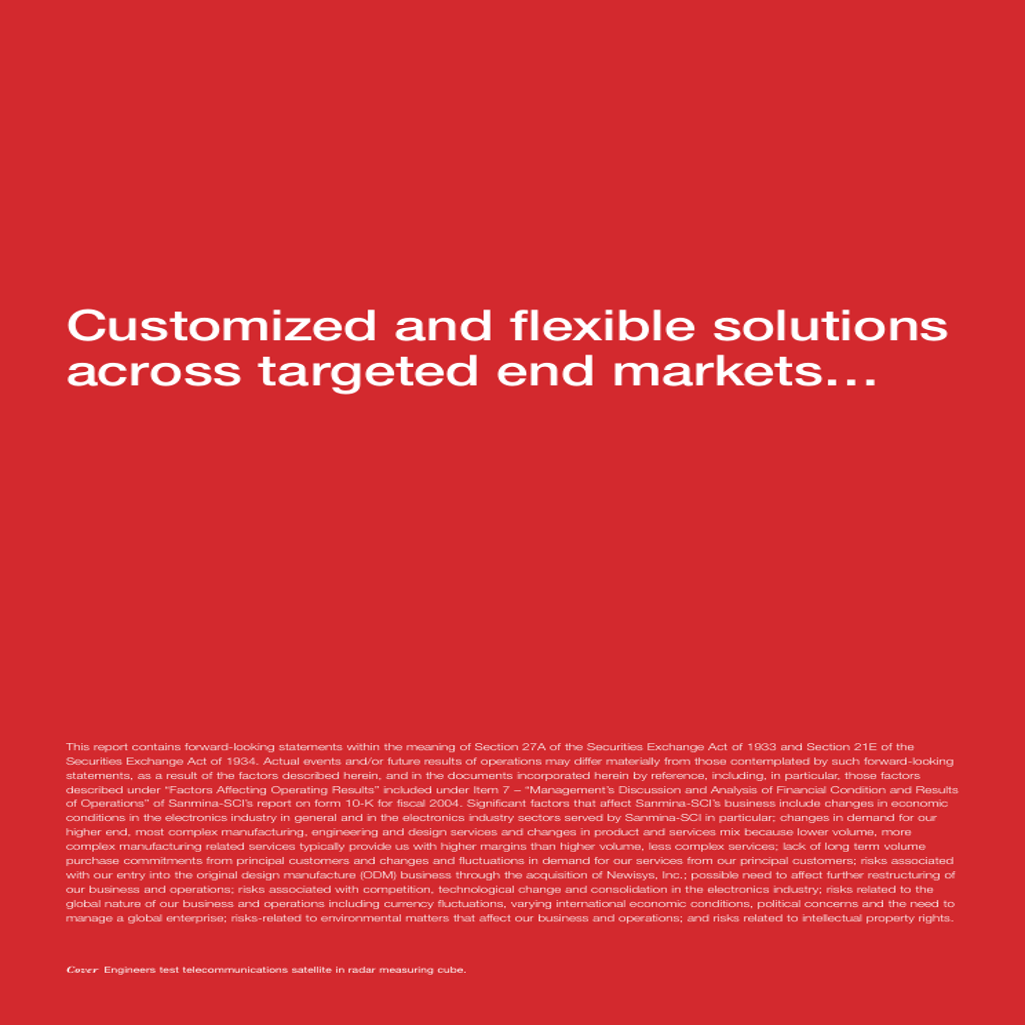 Customized and flexible solutions
across targeted end markets…
This report contains forward-looking statements within the meaning of Section 27A of the Securities Exchange Act of 1933 and Section 21E of the
Securities Exchange Act of 1934. Actual events and/or future results of operations may differ materially from those contemplated by such forward-looking
statements, as a result of the factors described herein, and in the documents incorporated herein by reference, including, in particular, those factors
described under “Factors Affecting Operating Results” included under Item 7 – “Management’s Discussion and Analysis of Financial Condition and Results
of Operations” of Sanmina-SCI’s report on form 10-K for fiscal 2004. Significant factors that affect Sanmina-SCI’s business include changes in economic
conditions in the electronics industry in general and in the electronics industry sectors served by Sanmina-SCI in particular; changes in demand for our
higher end, most complex manufacturing, engineering and design services and changes in product and services mix because lower volume, more
complex manufacturing related services typically provide us with higher margins than higher volume, less complex services; lack of long term volume
purchase commitments from principal customers and changes and fluctuations in demand for our services from our principal customers; risks associated
with our entry into the original design manufacture (ODM) business through the acquisition of Newisys, Inc.; possible need to affect further restructuring of
our business and operations; risks associated with competition, technological change and consolidation in the electronics industry; risks related to the
global nature of our business and operations including currency fluctuations, varying international economic conditions, political concerns and the need to
manage a global enterprise; risks-related to environmental matters that affect our business and operations; and risks related to intellectual property rights.
Cover Engineers test telecommunications satellite in radar measuring cube.